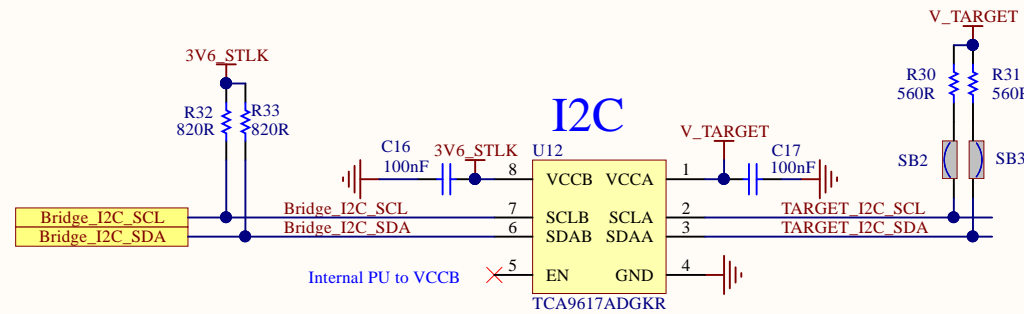 V_TARGET
3V6_STLK
R32
820R
R33
820R
R30
560R
R31
560R
I2C
C16
100nF
3V6_STLK
U12
V_TARGET
C17
100nF
SB2
SB3
8
VCCB
VCCA
1
Bridge_I2C_SCL
Bridge_I2C_SCL
7
SCLB
SCLA
2
TARGET_I2C_SCL
Bridge_I2C_SDA
Bridge_I2C_SDA
6
SDAB
SDAA
3
TARGET_I2C_SDA
Internal PU to VCCB
5
EN
GND
4
TCA9617ADGKR